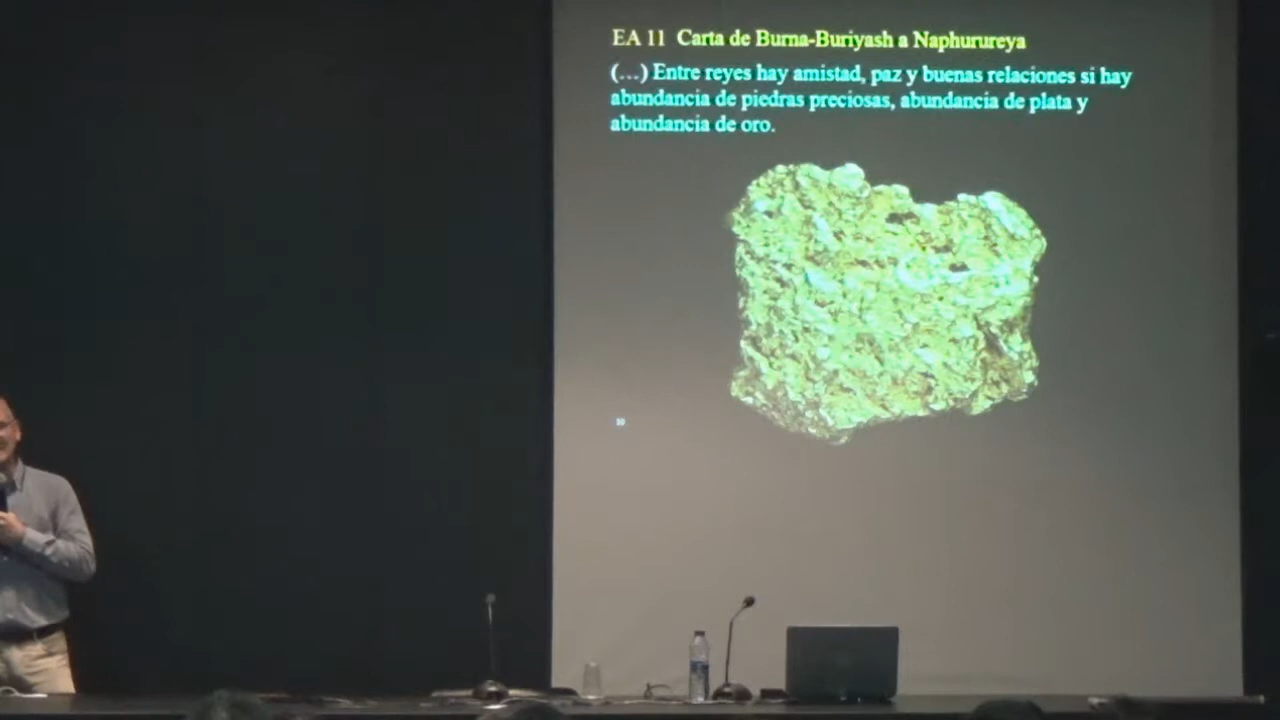 EA 11 Carta de Burna-Buriyash a Naphurureya
(...) Entre reyes hay amistad, paz y buenas relaciones si hay
abundancia de piedras preciosas, abundancia de plata y
abundancia de oro.